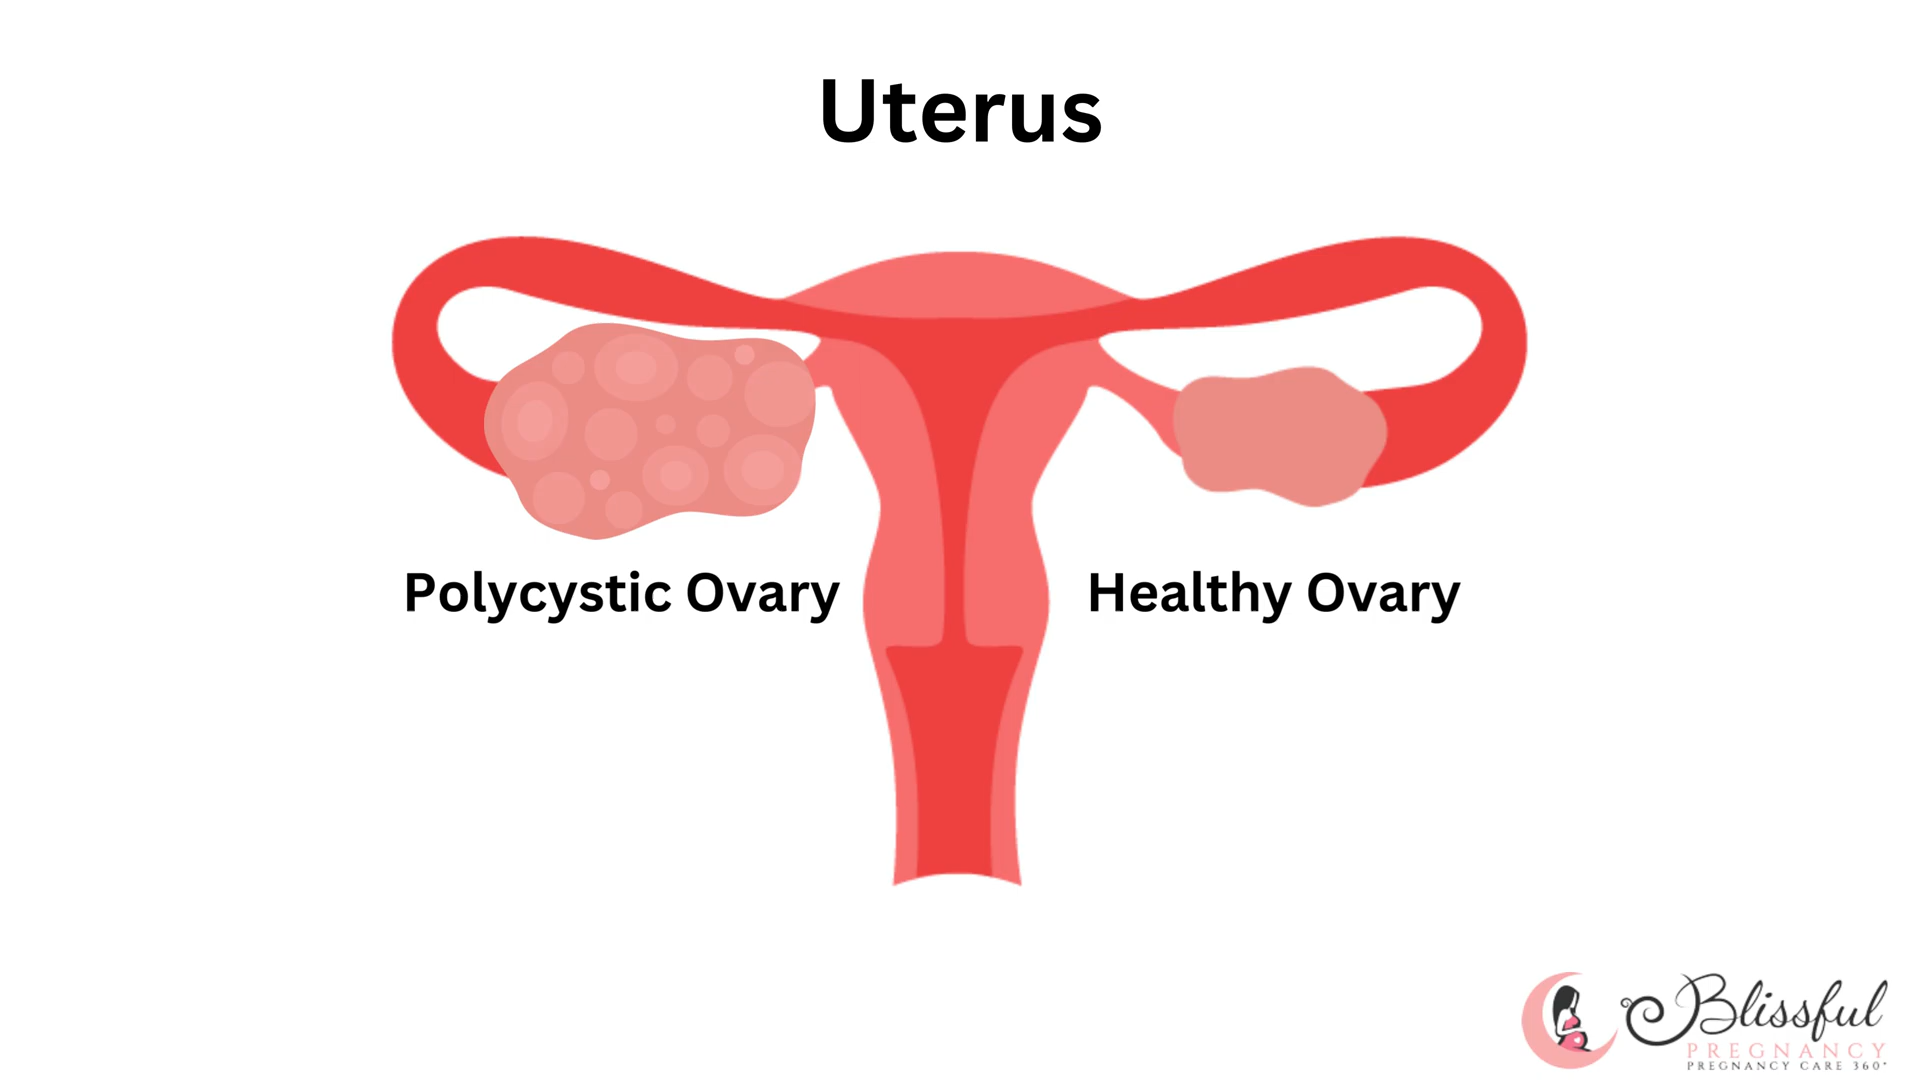 Uterus
Polycystic Ovary
Healthy Ovary
Blissful
PREGNANCY
PREGNANCY CARE 360°